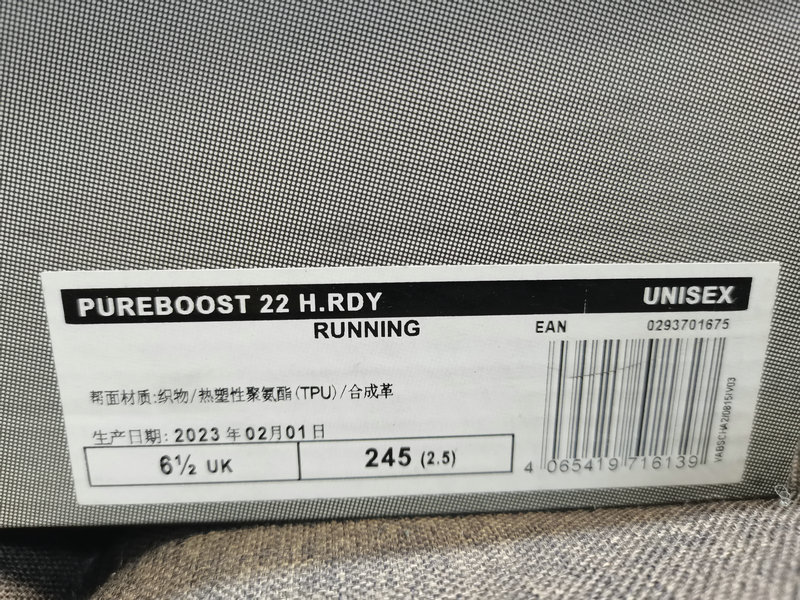 PUREBOOST 22 H.RDY UNISEX
RUNNING EAN 0293701675
帮面材质:织物/热塑性聚氨酯(TPU)/合成革
生产日期: 2023 年 02月01日
6½ UK 245 (2.5)
4 065419 716139